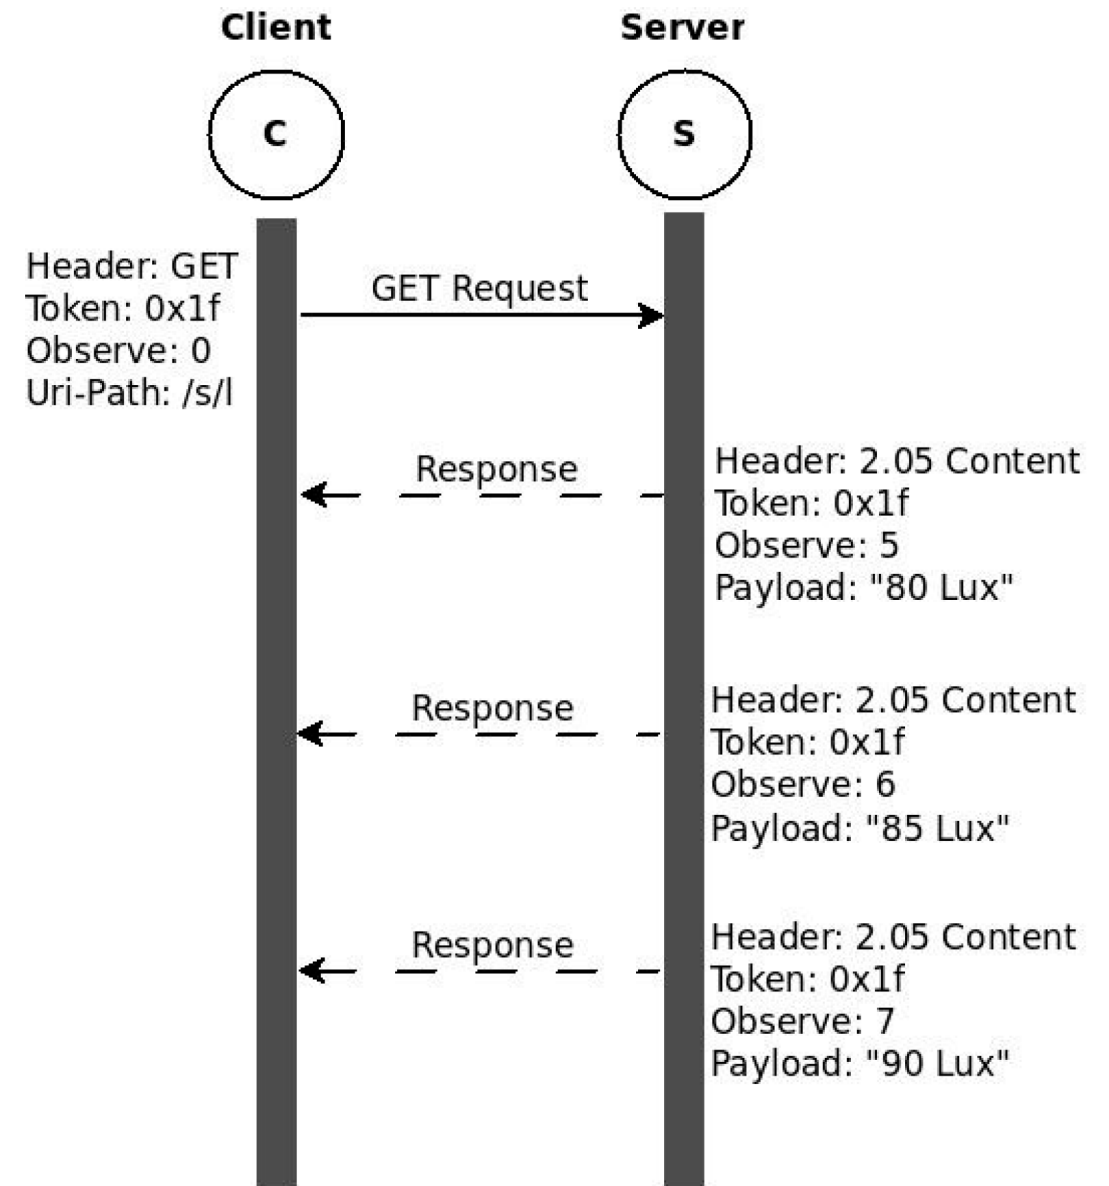 Client
Server
C
S
Header: GET
Token: 0x1f
Observe: 0
Uri-Path: /s/l
GET Request
Response
Header: 2.05 Content
Token: 0x1f
Observe: 5
Payload: "80 Lux"
Response
Header: 2.05 Content
Token: 0x1f
Observe: 6
Payload: "85 Lux"
Response
Header: 2.05 Content
Token: 0x1f
Observe: 7
Payload: "90 Lux"